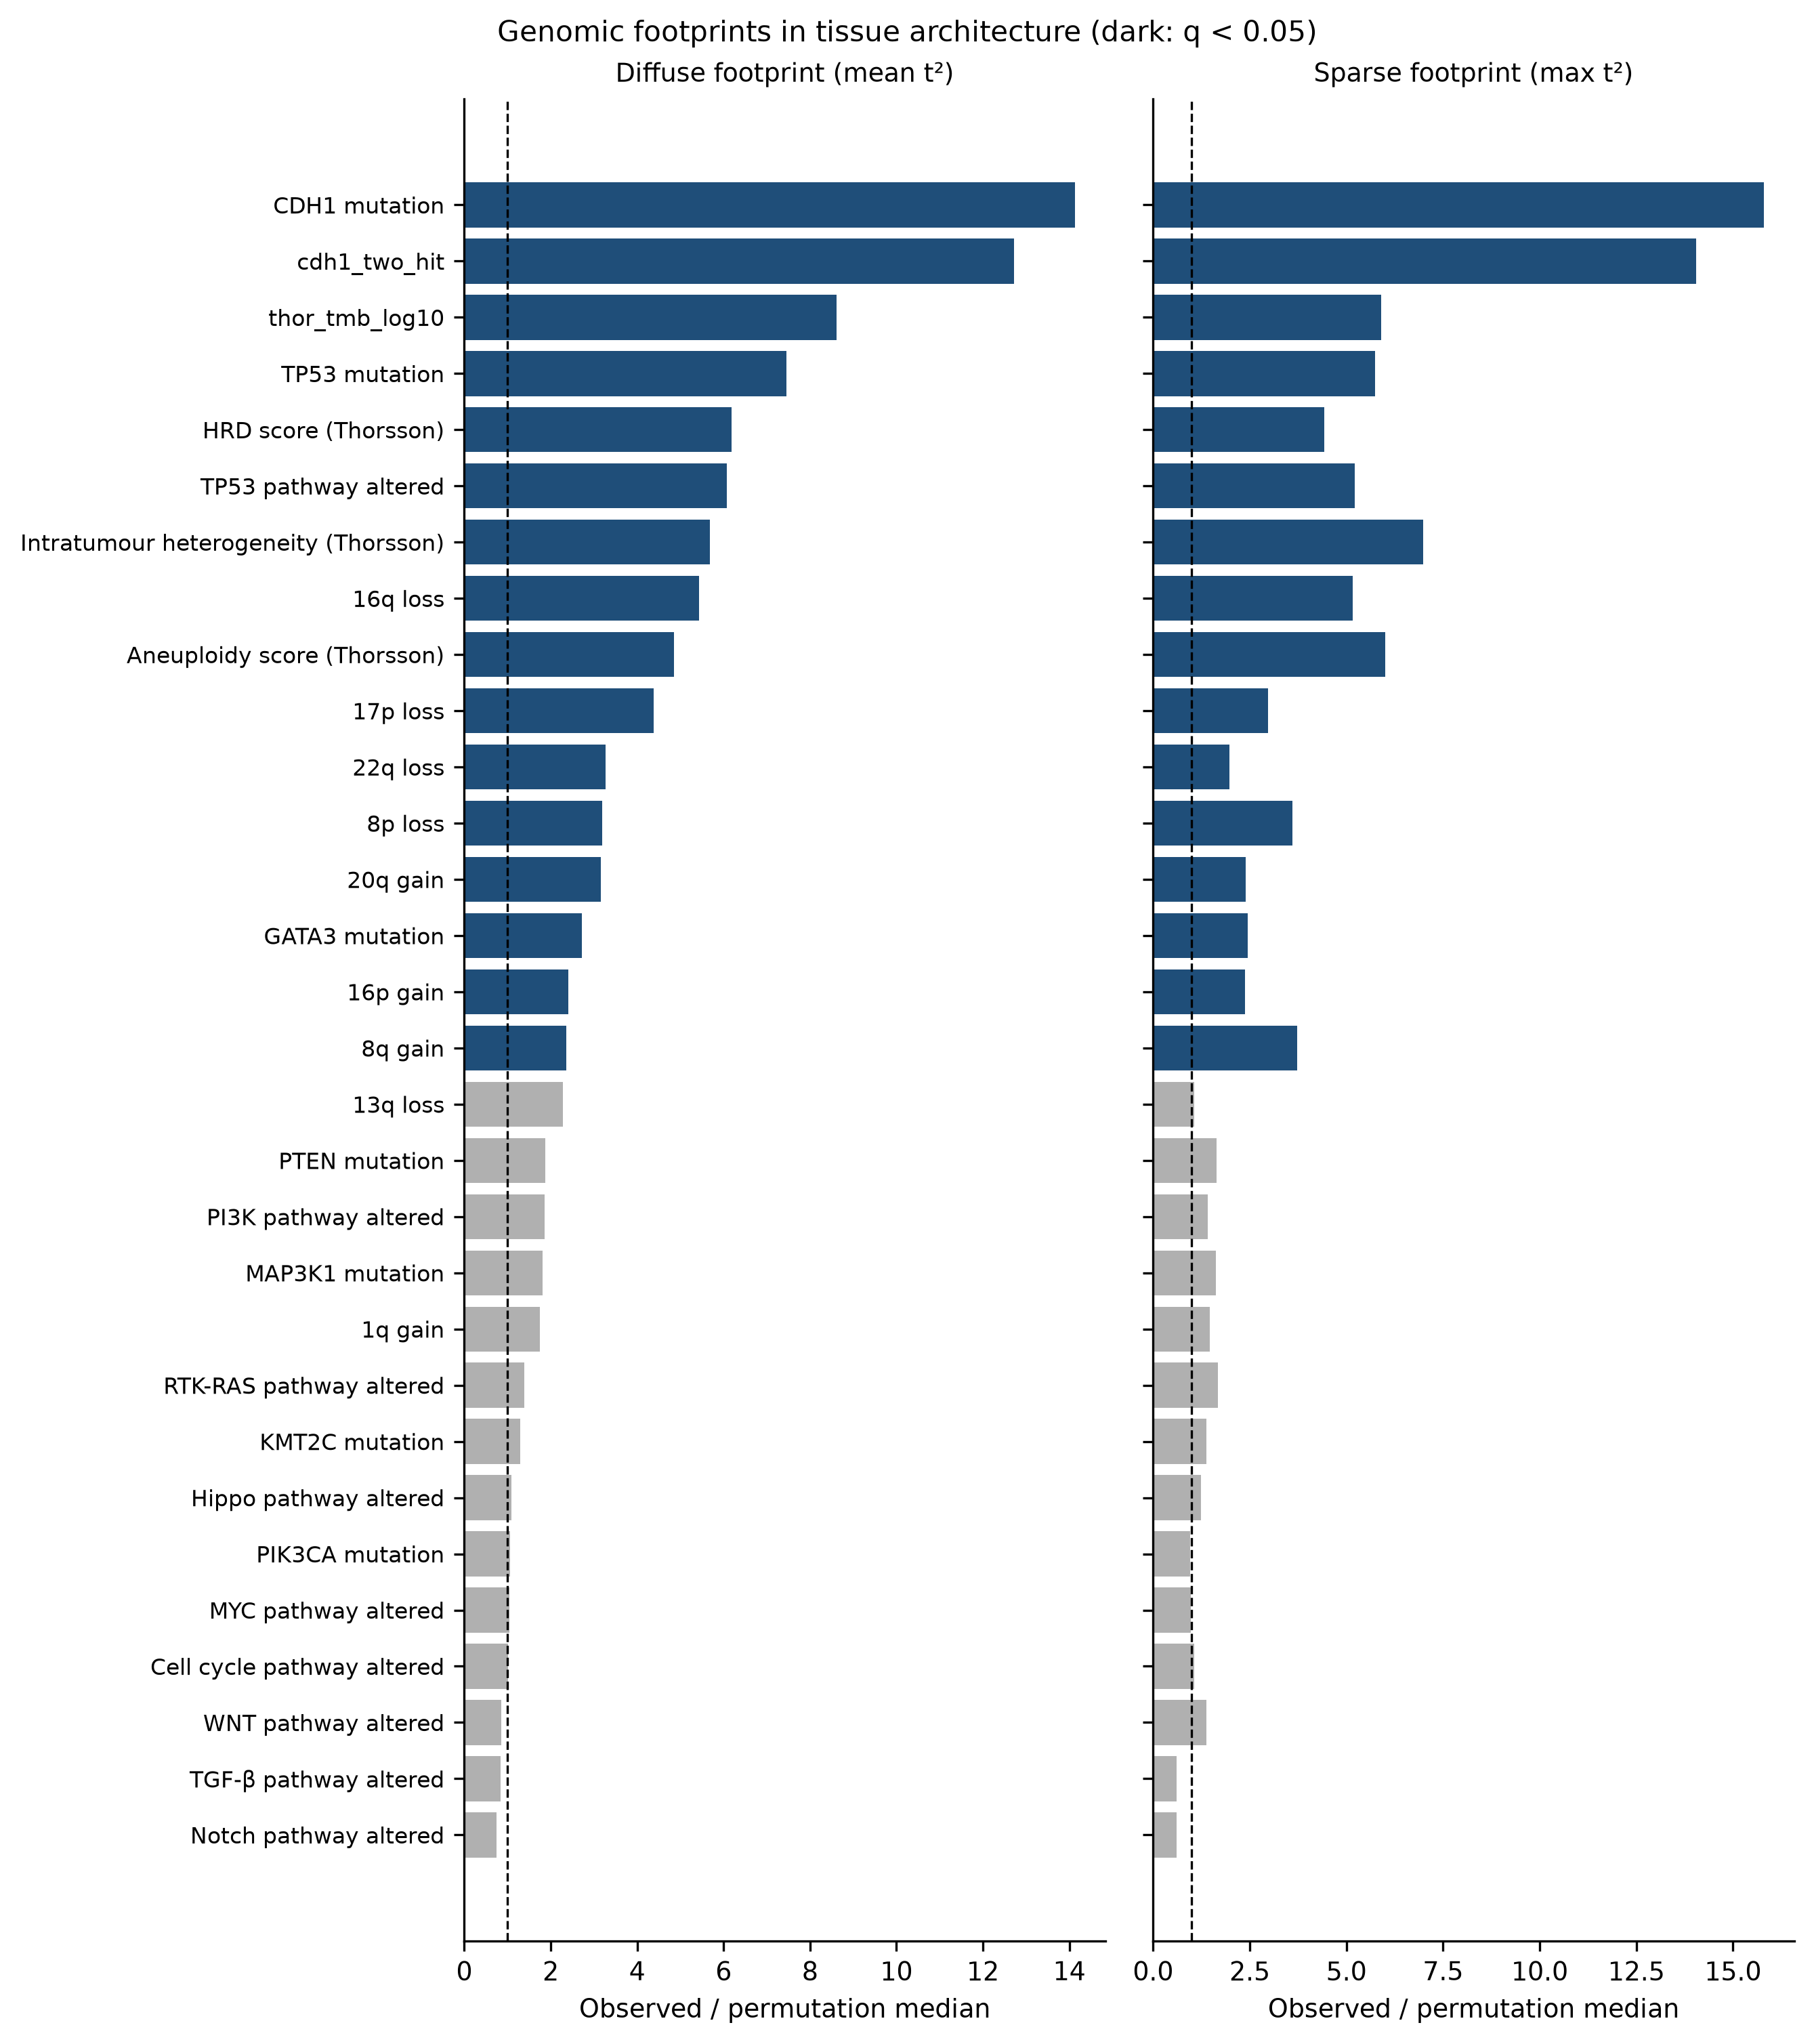 Genomic footprints in tissue architecture (dark: q < 0.05)
Diffuse footprint (mean t²)
Sparse footprint (max t²)
CDH1 mutation
cdh1_two_hit
thor_tmb_log10
TP53 mutation
HRD score (Thorsson)
TP53 pathway altered
Intratumour heterogeneity (Thorsson)
16q loss
Aneuploidy score (Thorsson)
17p loss
22q loss
8p loss
20q gain
GATA3 mutation
16p gain
8q gain
13q loss
PTEN mutation
PI3K pathway altered
MAP3K1 mutation
1q gain
RTK-RAS pathway altered
KMT2C mutation
Hippo pathway altered
PIK3CA mutation
MYC pathway altered
Cell cycle pathway altered
WNT pathway altered
TGF-β pathway altered
Notch pathway altered
0 2 4 6 8 10 12 14
0.0 2.5 5.0 7.5 10.0 12.5 15.0
Observed / permutation median
Observed / permutation median